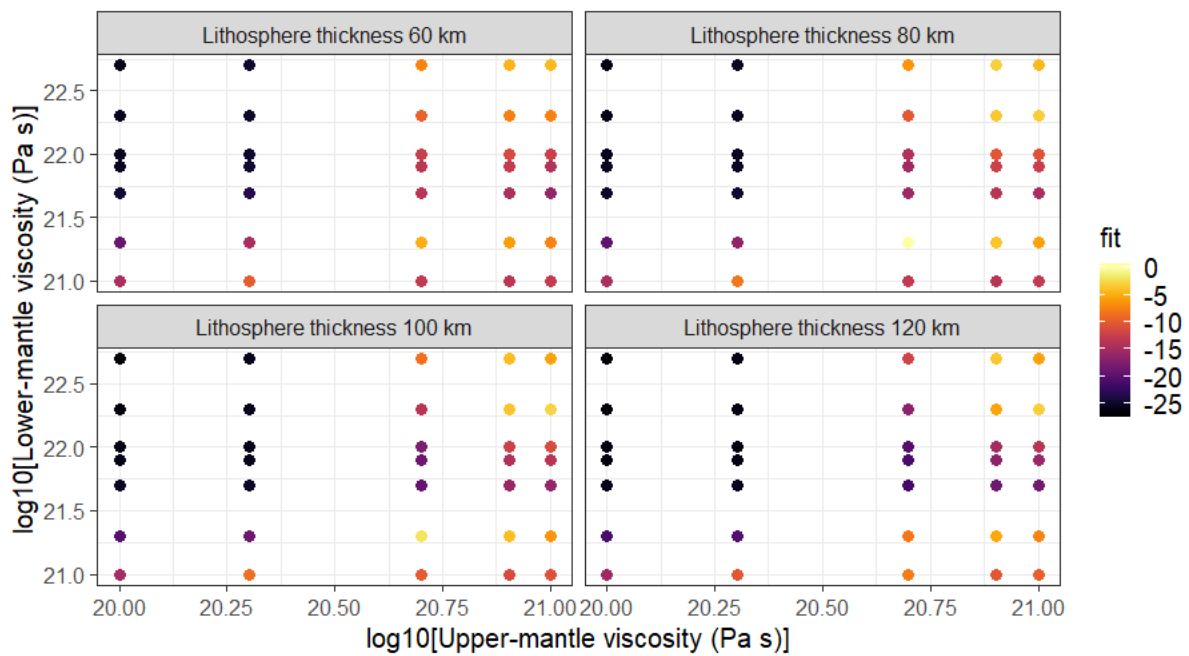 Lithosphere thickness 60 km
Lithosphere thickness 80 km
22.5
22.0
21.5
21.0
Lithosphere thickness 100 km
Lithosphere thickness 120 km
22.5
22.0
21.5
21.0
20.00 20.25 20.50 20.75 21.00
20.00 20.25 20.50 20.75 21.00
log10[Upper-mantle viscosity (Pa s)]
log10[Lower-mantle viscosity (Pa s)]
fit
0
-5
-10
-15
-20
-25